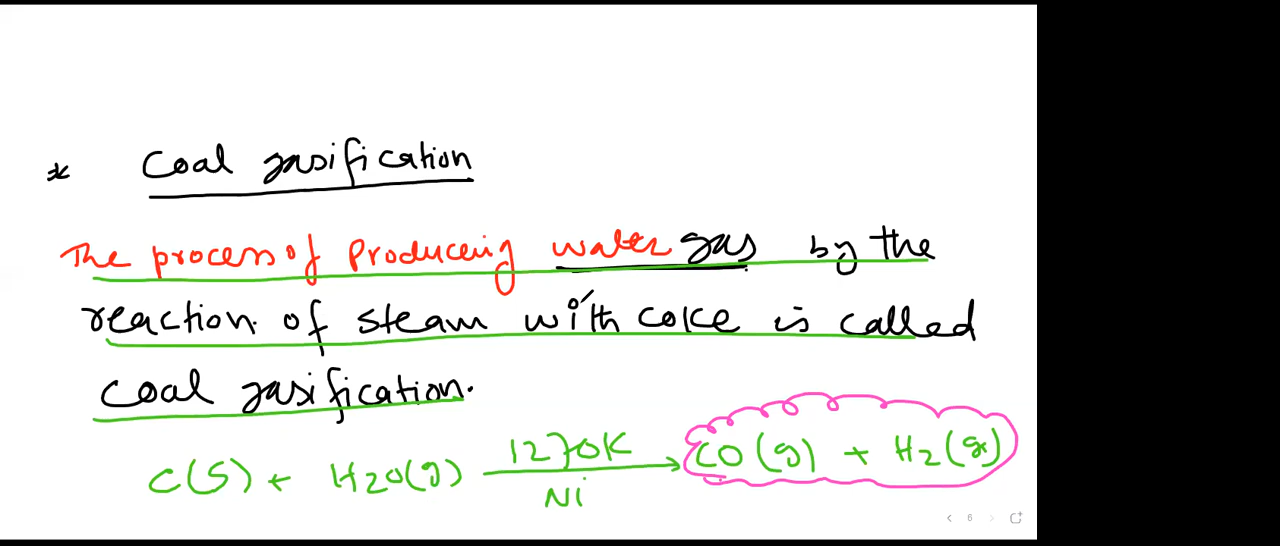 * Coal gasification
The process of Producing water gas by the
reaction of steam with coke is called
coal gasification.
C(S) + H2O(g) 1270K Ni → CO(g) + H2(g)
6